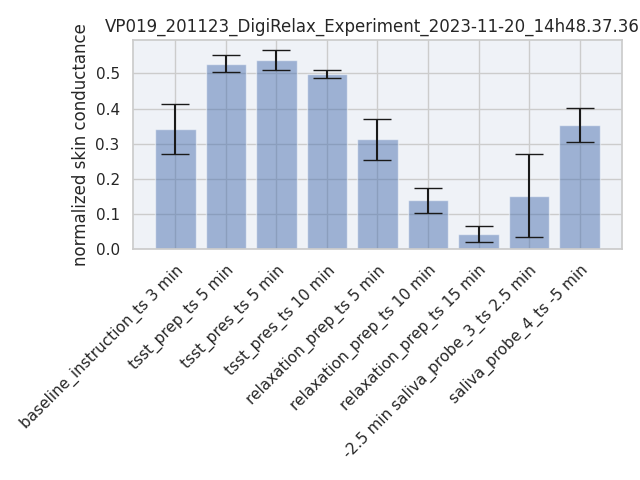 VP019_201123_DigiRelax_Experiment_2023-11-20_14h48.37.36
normalized skin conductance
0.5
0.4
0.3
0.2
0.1
0.0
baseline_instruction_ts 3 min
tsst_prep_ts 5 min
tsst_pres_ts 5 min
tsst_pres_ts 10 min
relaxation_prep_ts 5 min
relaxation_prep_ts 10 min
relaxation_prep_ts 15 min
-2.5 min saliva_probe_3_ts 2.5 min
saliva_probe_4_ts -5 min